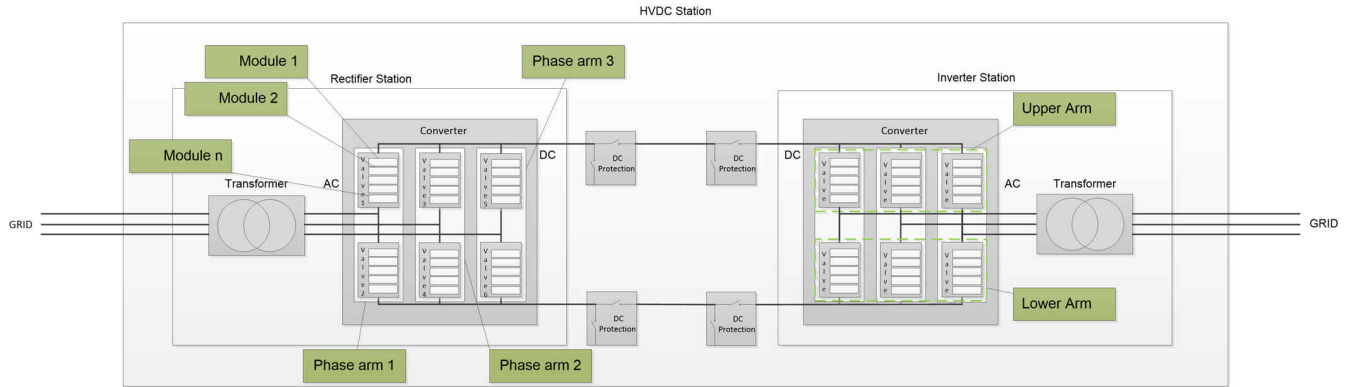 HVDC Station
Module 1
Rectifier Station
Phase arm 3
Inverter Station
Module 2
Upper Arm
Converter
Converter
Module n
DC
DC
Protection
DC
Protection
DC
AC
Transformer
Valve 1
Valve 3
Valve 5
Valve
Valve
Valve
AC
Transformer
GRID
GRID
Valve 2
Valve 4
Valve 6
Valve
Valve
Valve
Lower Arm
DC
Protection
DC
Protection
Phase arm 1
Phase arm 2